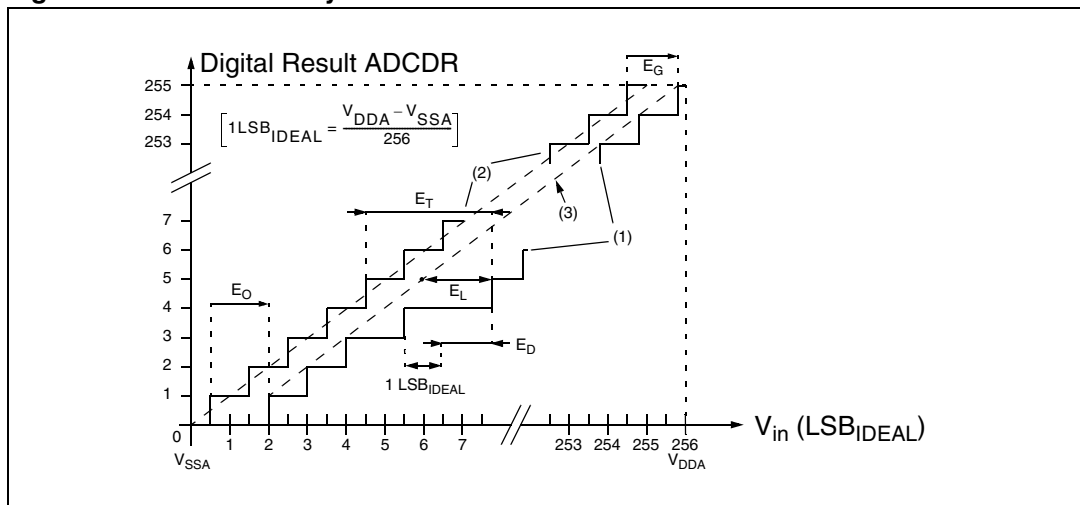 Digital Result ADCDR
E_G
255
254
253
1LSB_IDEAL = (V_DDA – V_SSA) / 256
(2)
(3)
E_T
(1)
7
6
5
4
3
2
1
E_O
E_L
E_D
1 LSB_IDEAL
0
1 2 3 4 5 6 7 253 254 255 256
V_in (LSB_IDEAL)
V_SSA
V_DDA